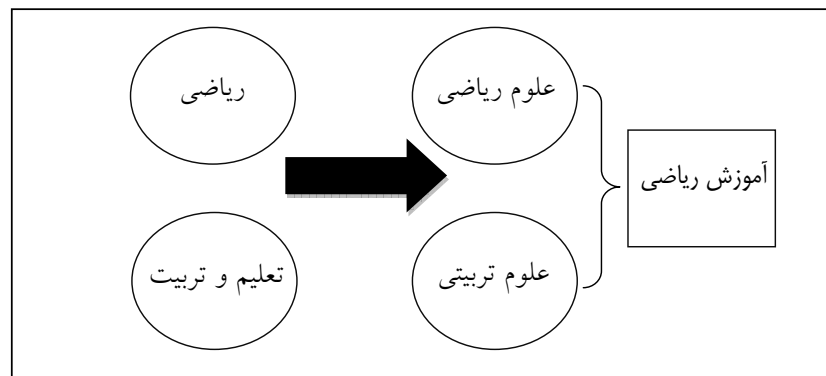 ریاضی
علوم ریاضی
آموزش ریاضی
تعلیم و تربیت
علوم تربیتی